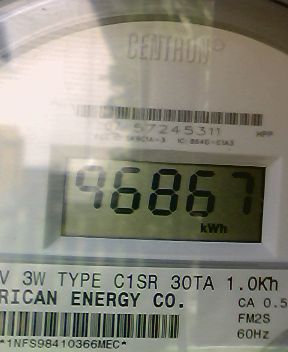 CENTRON®
57245311
HPP
96867
kWh
V 3W TYPE C1SR 30TA 1.0Kh
RICAN ENERGY CO.
CA 0.5
FM2S
60Hz
*1NFS98410366MEC*